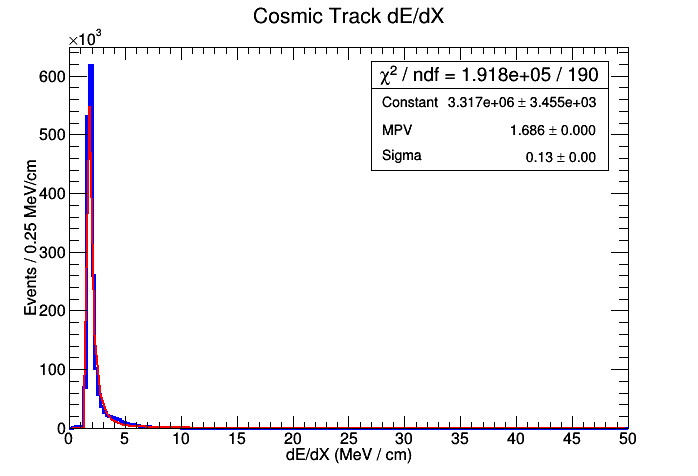 Cosmic Track dE/dX
×10³
χ² / ndf = 1.918e+05 / 190
Constant 3.317e+06 ± 3.455e+03
MPV 1.686 ± 0.000
Sigma 0.13 ± 0.00
Events / 0.25 MeV/cm
600
500
400
300
200
100
0
0 5 10 15 20 25 30 35 40 45 50
dE/dX (MeV / cm)